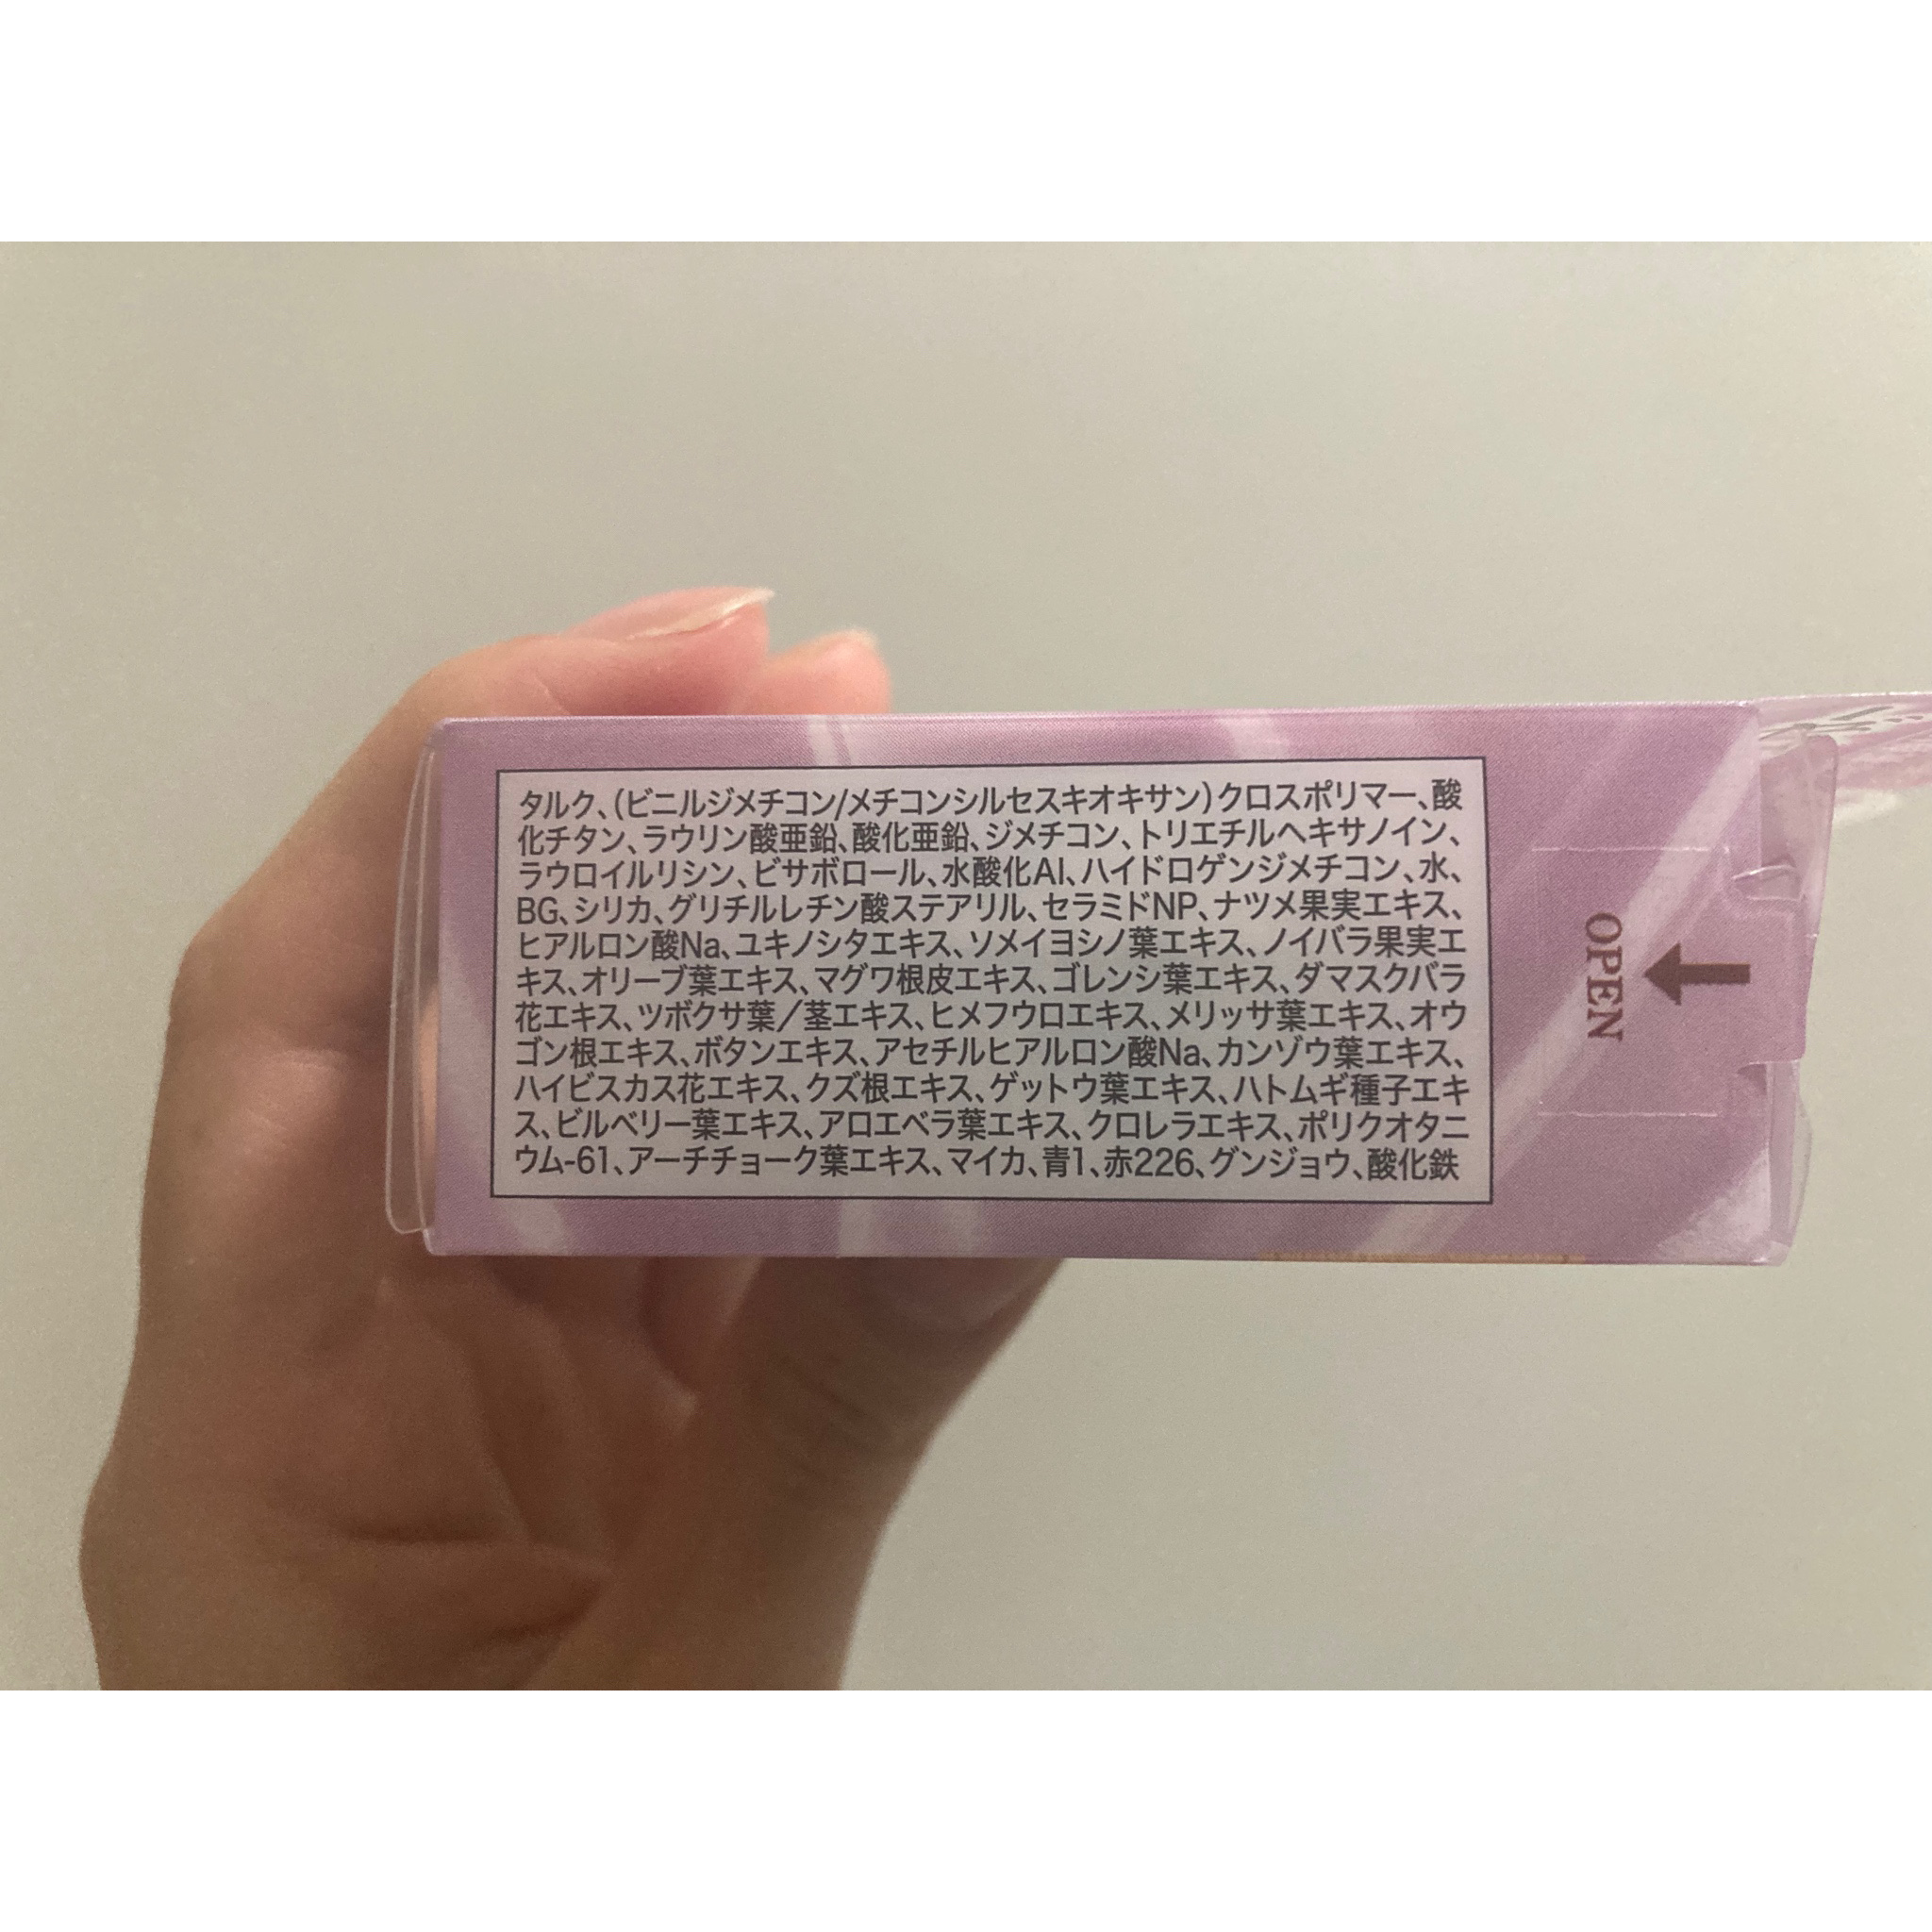 タルク、(ビニルジメチコン/メチコンシルセスキオキサン)クロスポリマー、酸
化チタン、ラウリン酸亜鉛、酸化亜鉛、ジメチコン、トリエチルヘキサノイン、
ラウロイルリシン、ビサボロール、水酸化Al、ハイドロゲンジメチコン、水、
BG、シリカ、グリチルレチン酸ステアリル、セラミドNP、ナツメ果実エキス、
ヒアルロン酸Na、ユキノシタエキス、ソメイヨシノ葉エキス、ノイバラ果実エ
キス、オリーブ葉エキス、マグワ根皮エキス、ゴレンシ葉エキス、ダマスクバラ
花エキス、ツボクサ葉／茎エキス、ヒメフウロエキス、メリッサ葉エキス、オウ
ゴン根エキス、ボタンエキス、アセチルヒアルロン酸Na、カンゾウ葉エキス、
ハイビスカス花エキス、クズ根エキス、ゲットウ葉エキス、ハトムギ種子エキ
ス、ビルベリー葉エキス、アロエベラ葉エキス、クロレラエキス、ポリクオタニ
ウム-61、アーチチョーク葉エキス、マイカ、青1、赤226、グンジョウ、酸化鉄
OPEN